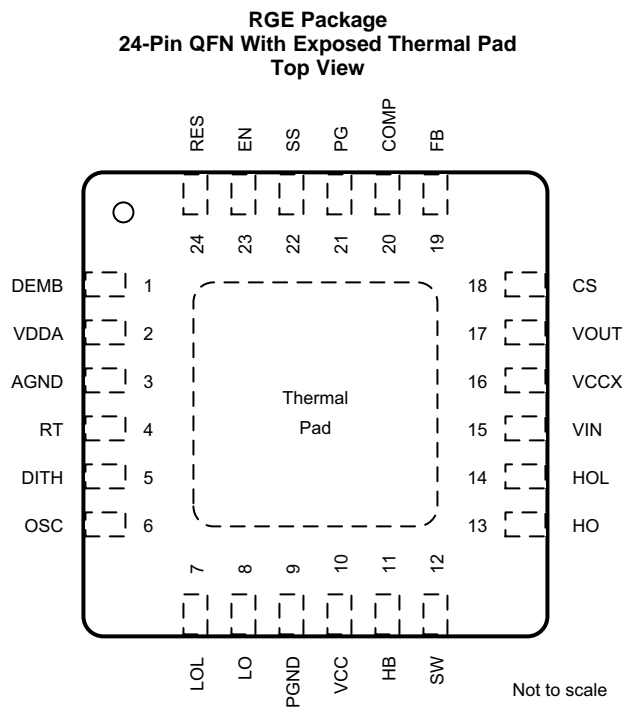 RGE Package
24-Pin QFN With Exposed Thermal Pad
Top View
RES EN SS PG COMP FB
24 23 22 21 20 19
DEMB 1 18 CS
VDDA 2 17 VOUT
AGND 3 16 VCCX
Thermal
RT 4 Pad 15 VIN
DITH 5 14 HOL
OSC 6 13 HO
7 8 9 10 11 12
LOL LO PGND VCC HB SW
Not to scale